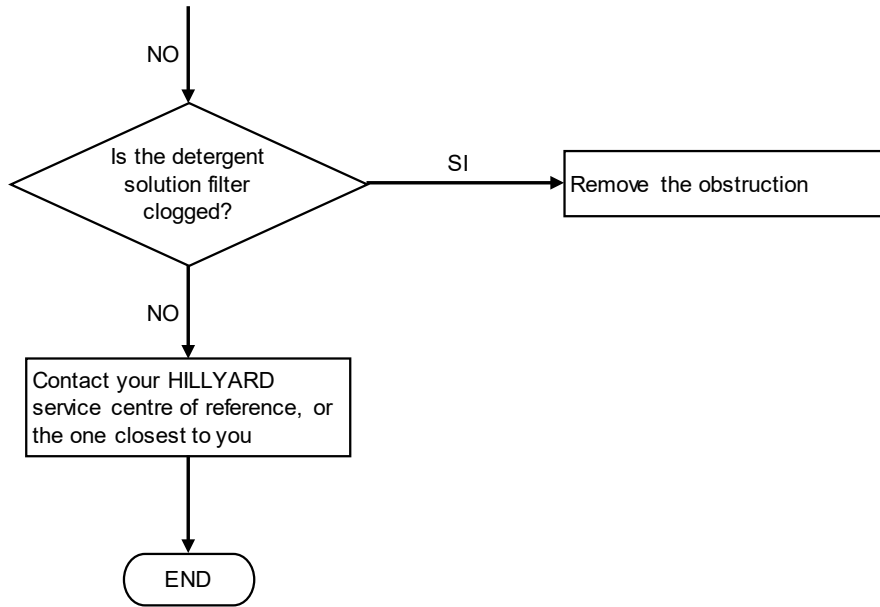 NO
Is the detergent
solution filter
clogged?
SI
Remove the obstruction
NO
Contact your HILLYARD
service centre of reference, or
the one closest to you
END